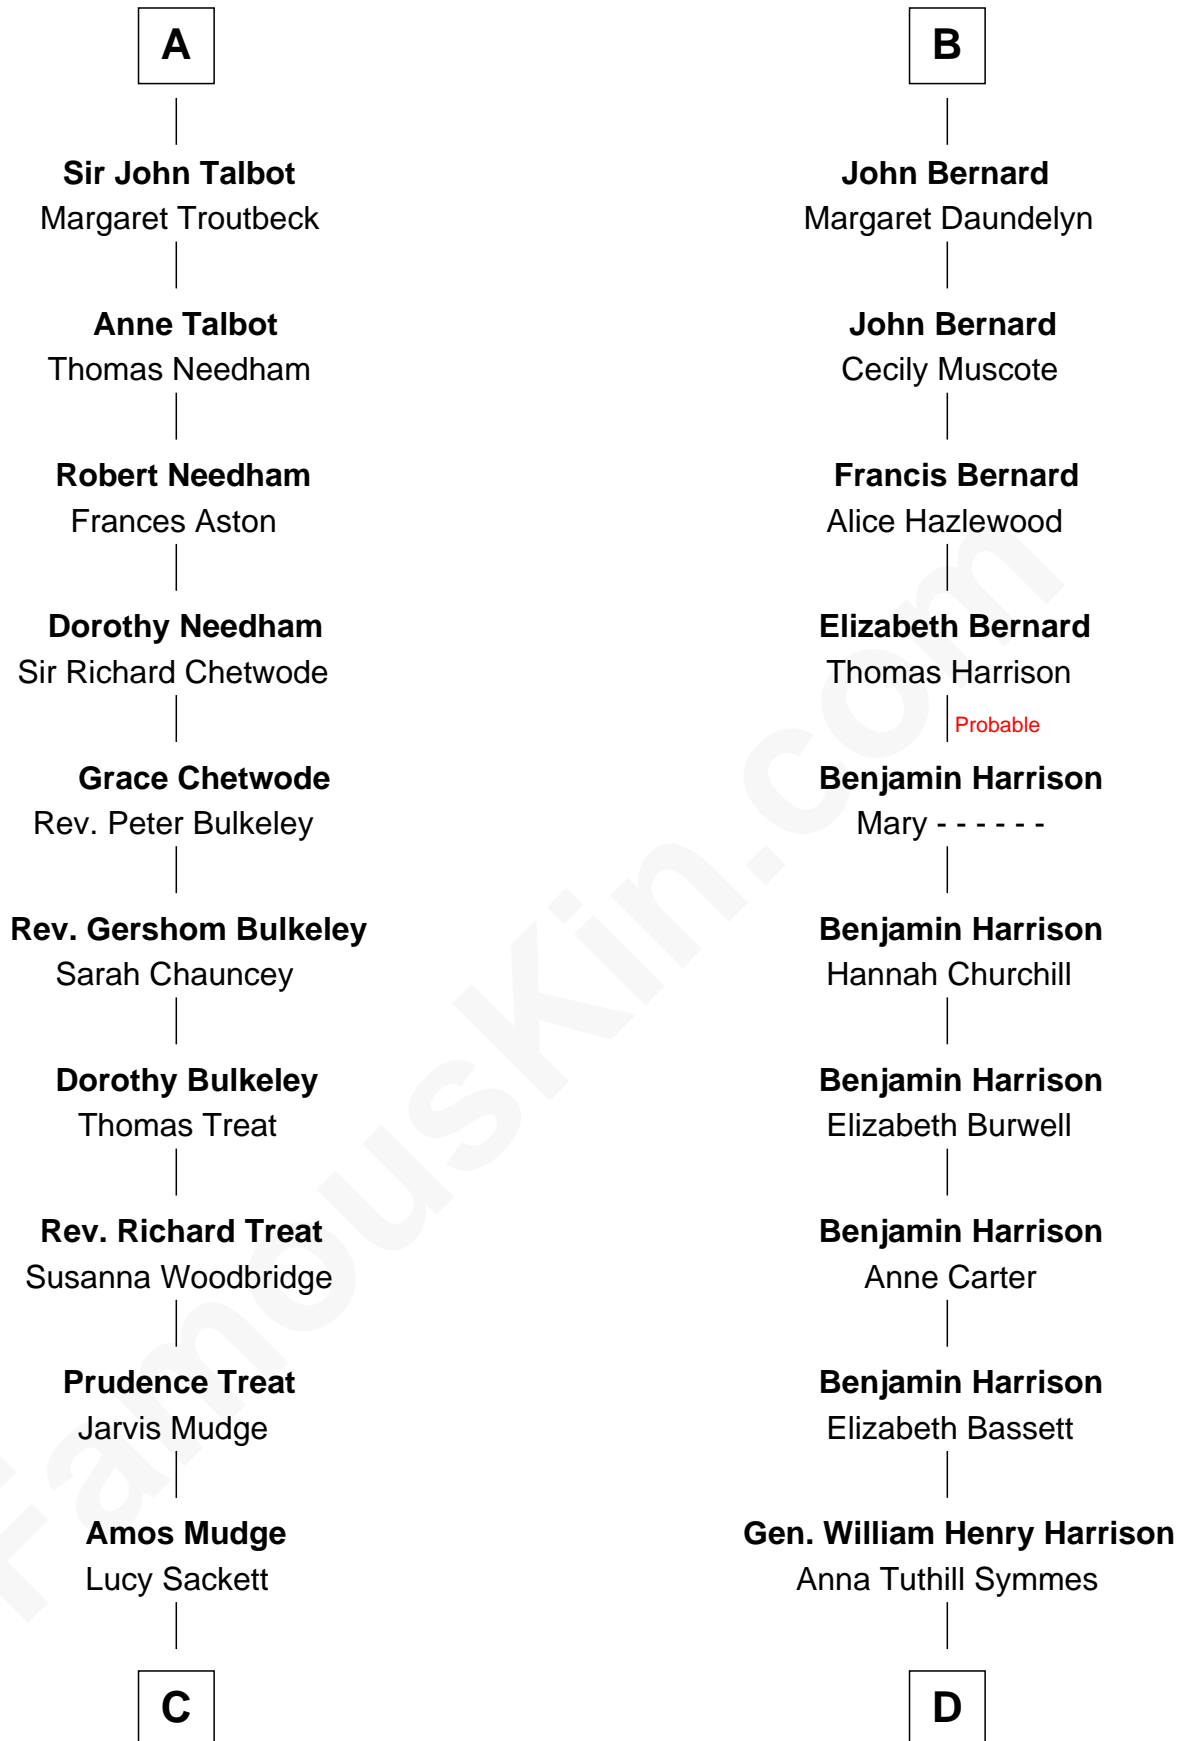 A
Sir John Talbot
Margaret Troutbeck
Anne Talbot
Thomas Needham
Robert Needham
Frances Aston
Dorothy Needham
Sir Richard Chetwode
Grace Chetwode
Rev. Peter Bulkeley
Rev. Gershom Bulkeley
Sarah Chauncey
Dorothy Bulkeley
Thomas Treat
Rev. Richard Treat
Susanna Woodbridge
Prudence Treat
Jarvis Mudge
Amos Mudge
Lucy Sackett
C
B
John Bernard
Margaret Daundelyn
John Bernard
Cecily Muscote
Francis Bernard
Alice Hazlewood
Elizabeth Bernard
Thomas Harrison
Probable
Benjamin Harrison
Mary - - - - - -
Benjamin Harrison
Hannah Churchill
Benjamin Harrison
Elizabeth Burwell
Benjamin Harrison
Anne Carter
Benjamin Harrison
Elizabeth Bassett
Gen. William Henry Harrison
Anna Tuthill Symmes
D
FamousKin.com